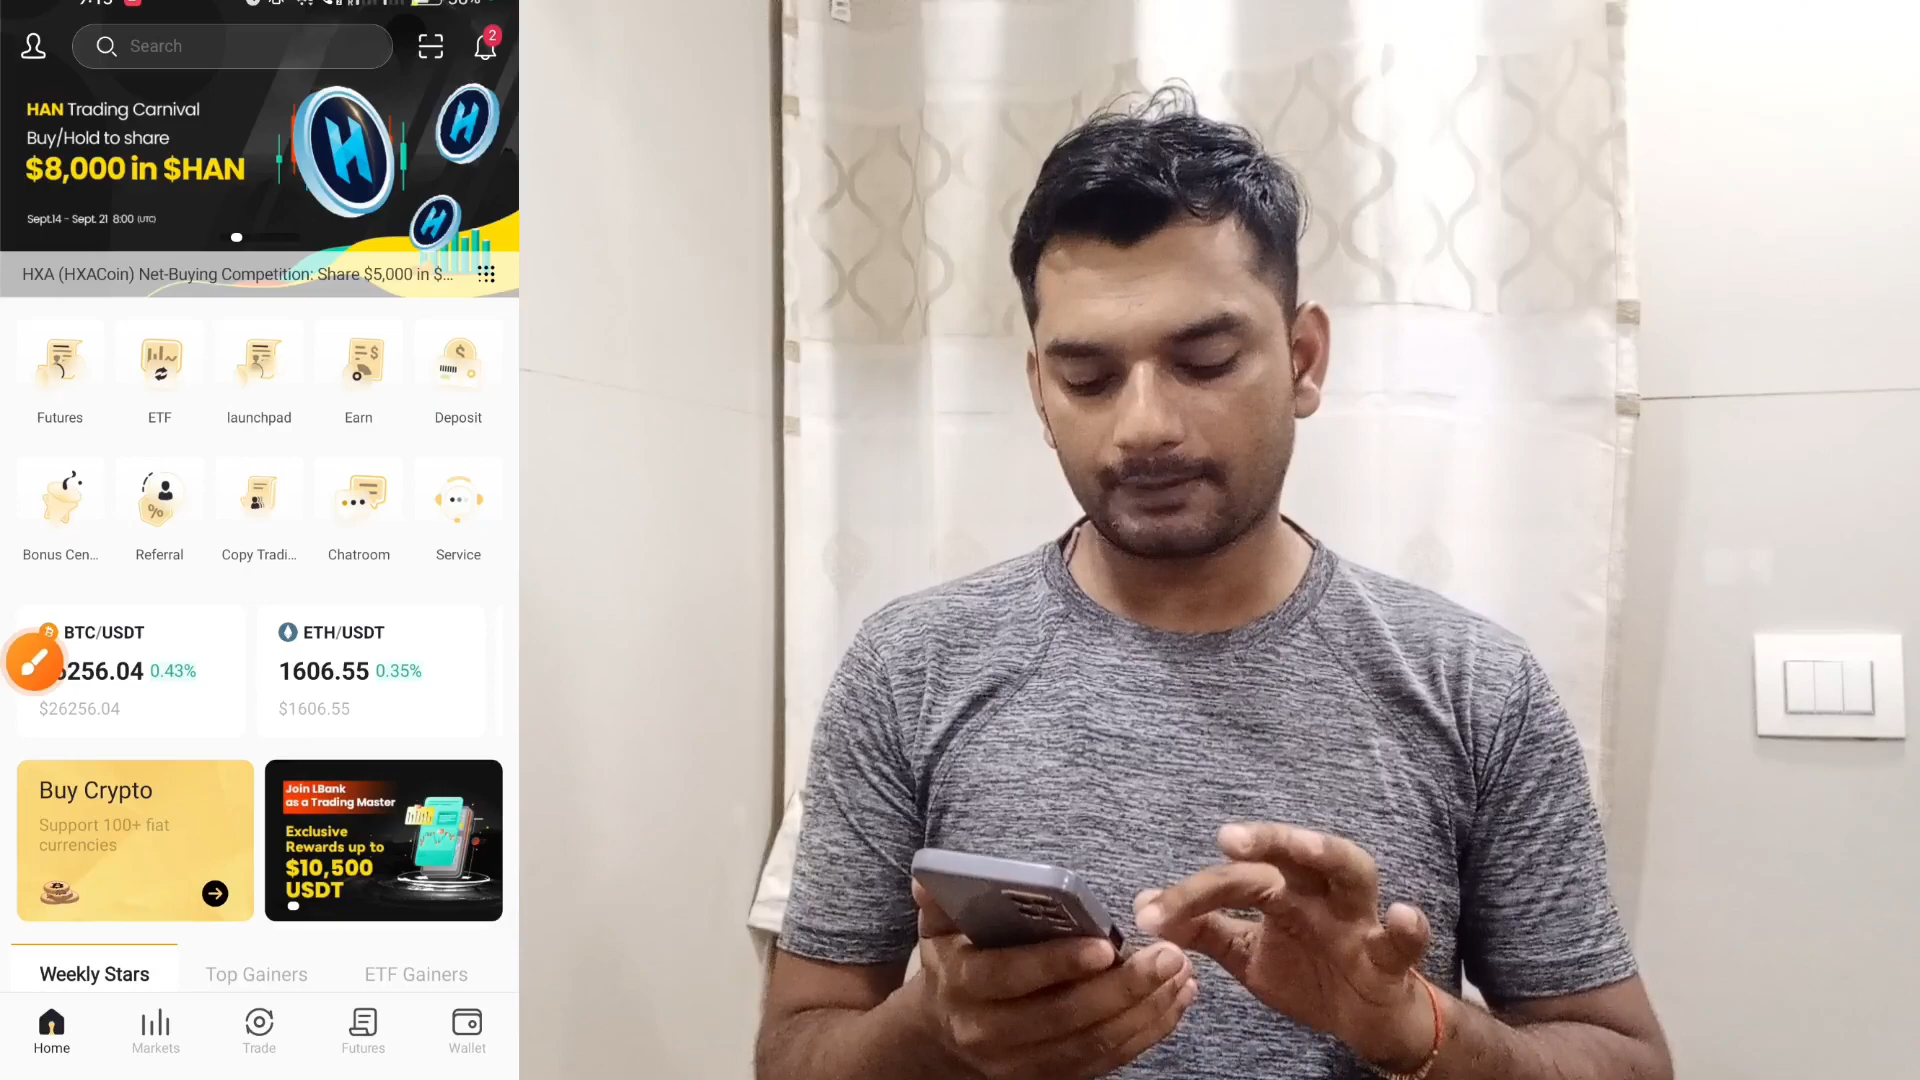 Search
2
HAN Trading Carnival
Buy/Hold to share
$8,000 in $HAN
Sept.14 - Sept. 21 8:00 (UTC)
HXA (HXACoin) Net-Buying Competition: Share $5,000 in $...
Futures
ETF
launchpad
Earn
Deposit
Bonus Cen...
Referral
Copy Tradi...
Chatroom
Service
BTC/USDT
ETH/USDT
6256.04 0.43%
1606.55 0.35%
$26256.04
$1606.55
Buy Crypto
Support 100+ fiat
currencies
Join LBank
as a Trading Master
Exclusive
Rewards up to
$10,500
USDT
Weekly Stars
Top Gainers
ETF Gainers
Home
Markets
Trade
Futures
Wallet